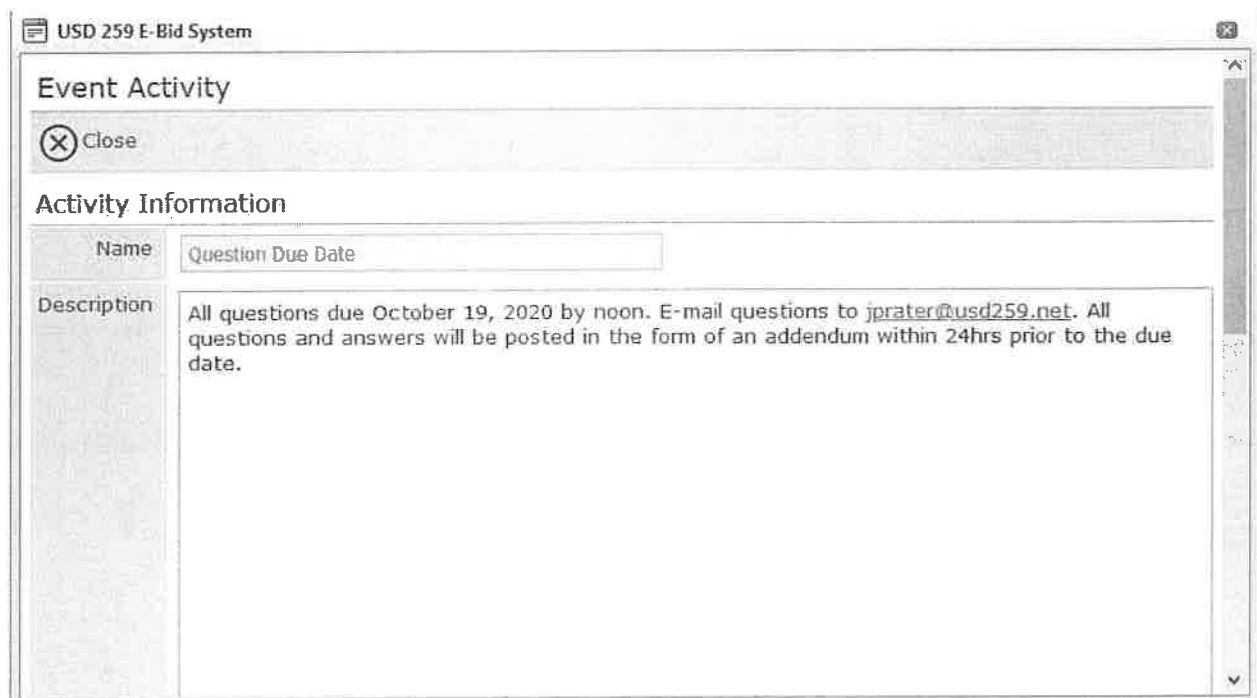 USD 259 E-Bid System
Event Activity
Close
Activity Information
Name
Question Due Date
Description
All questions due October 19, 2020 by noon. E-mail questions to jprater@usd259.net. All
questions and answers will be posted in the form of an addendum within 24hrs prior to the due
date.